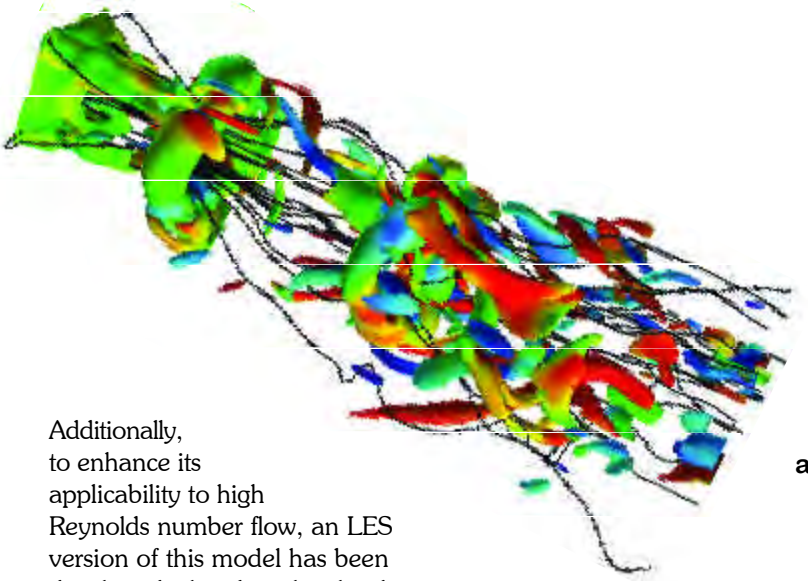 Additionally,
to enhance its
applicability to high
Reynolds number flow, an LES
version of this model has been
a